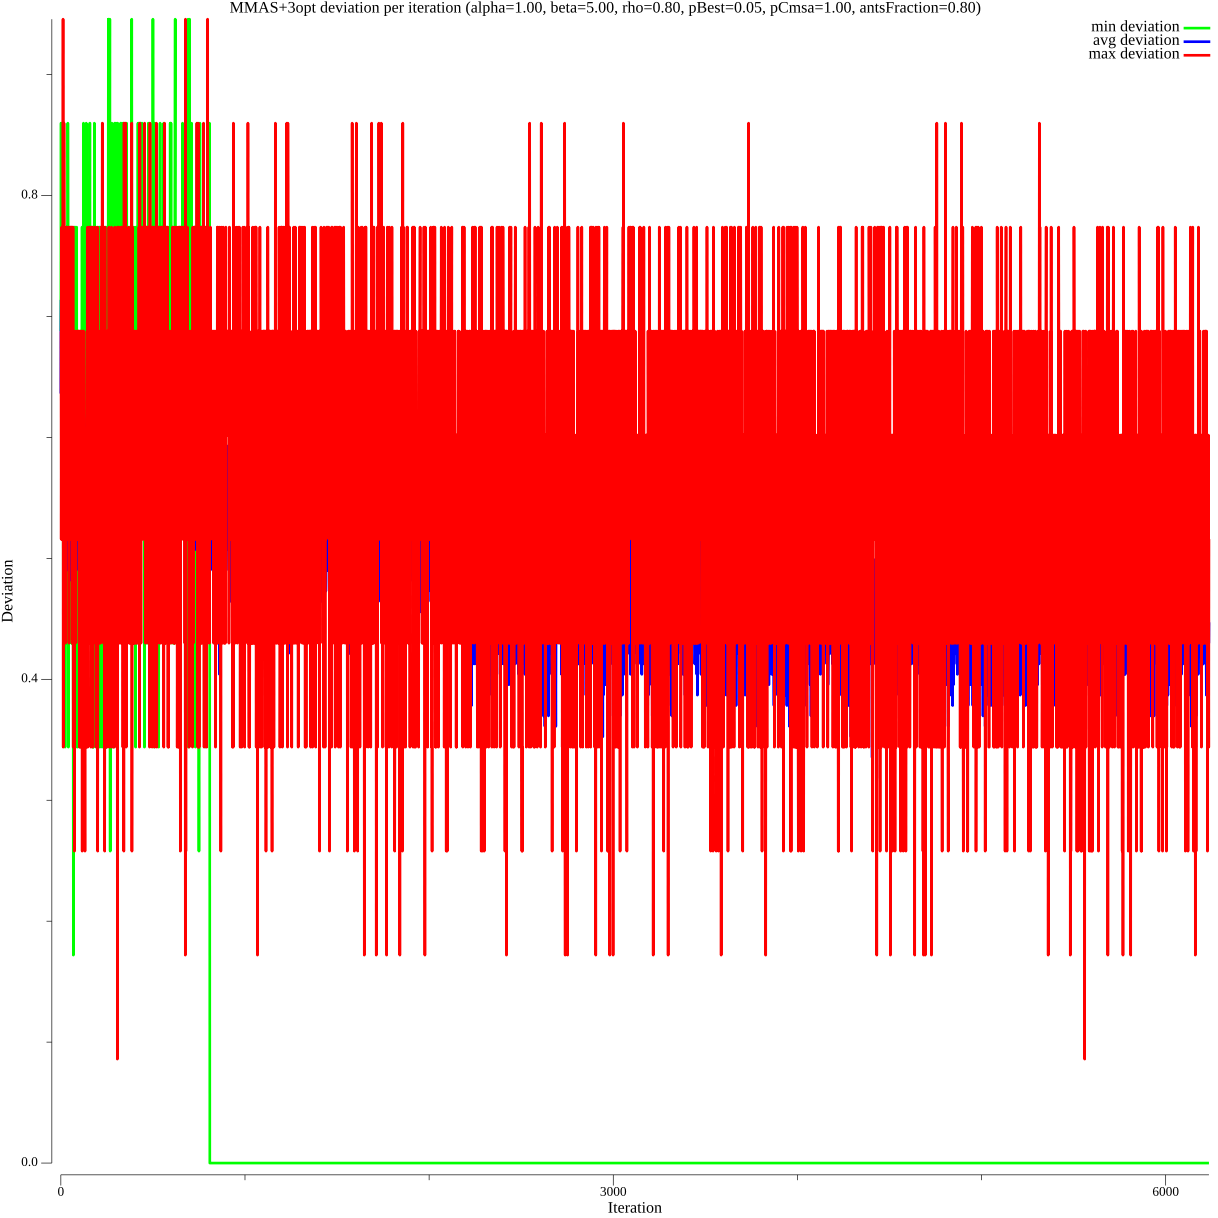 MMAS+3opt deviation per iteration (alpha=1.00, beta=5.00, rho=0.80, pBest=0.05, pCmsa=1.00, antsFraction=0.80)
min deviation
avg deviation
max deviation
0.8
0.4
0.0
Deviation
0
3000
6000
Iteration